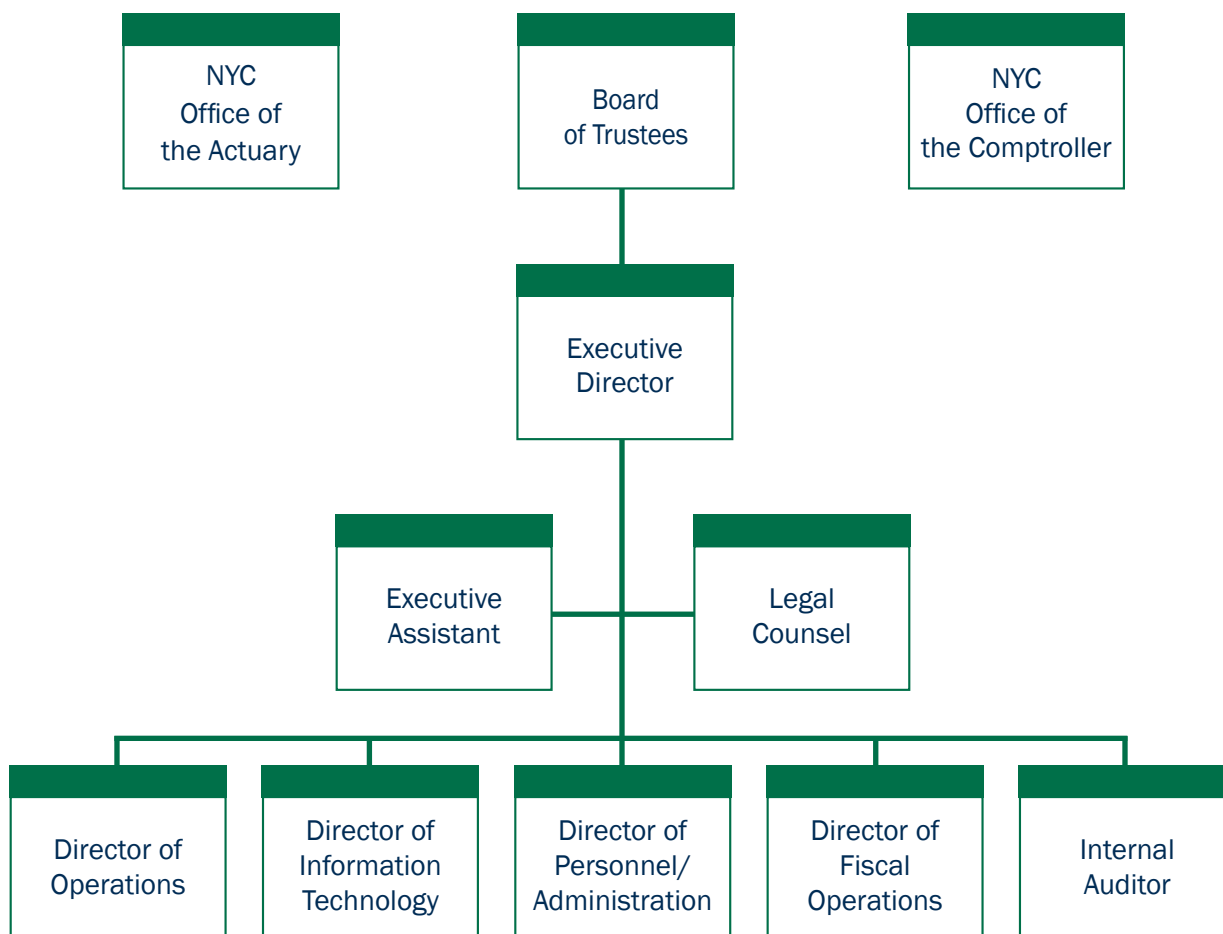 NYC
Office of
the Actuary
Board
of Trustees
NYC
Office of
the Comptroller
Executive
Director
Executive
Assistant
Legal
Counsel
Director of
Operations
Director of
Information
Technology
Director of
Personnel/
Administration
Director of
Fiscal
Operations
Internal
Auditor